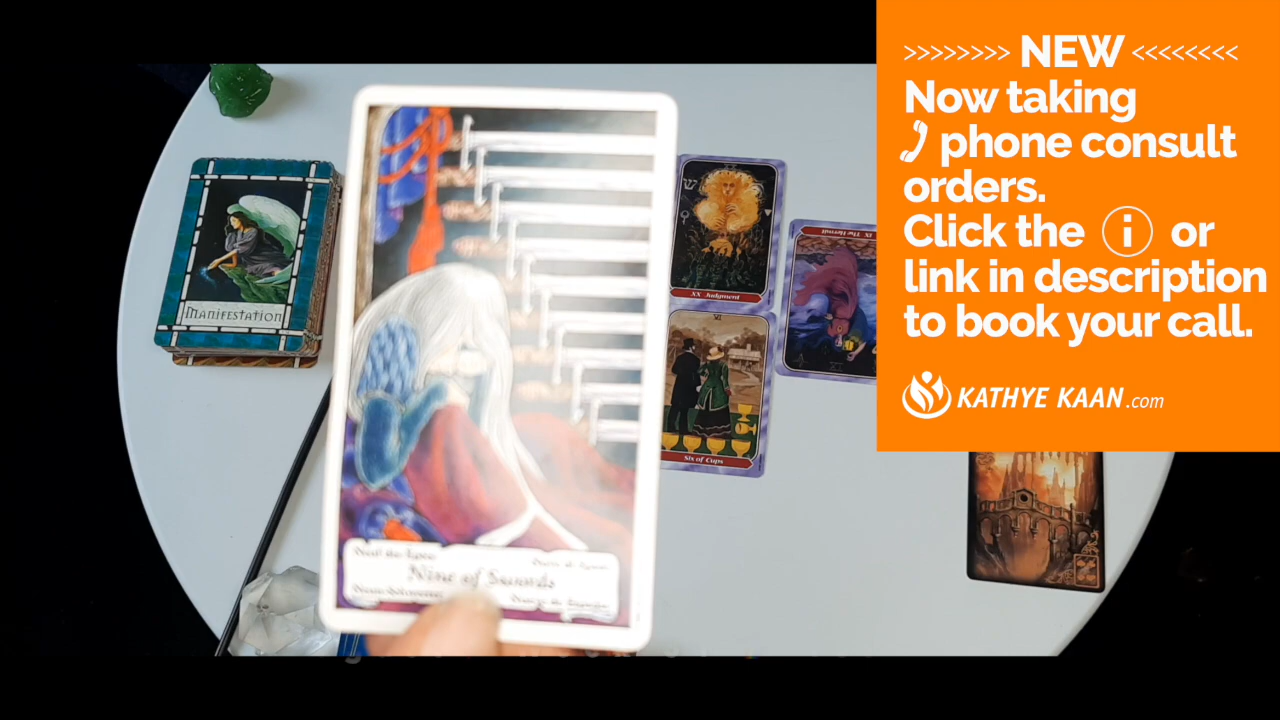 >>>>>>>> NEW <<<<<<<<
Now taking
phone consult
orders.
Click the i or
link in description
to book your call.
KATHYE KAAN.com
MANIFESTATION
XX Judgment
IX The Hermit
VI
Six of Cups
Nine of Swords